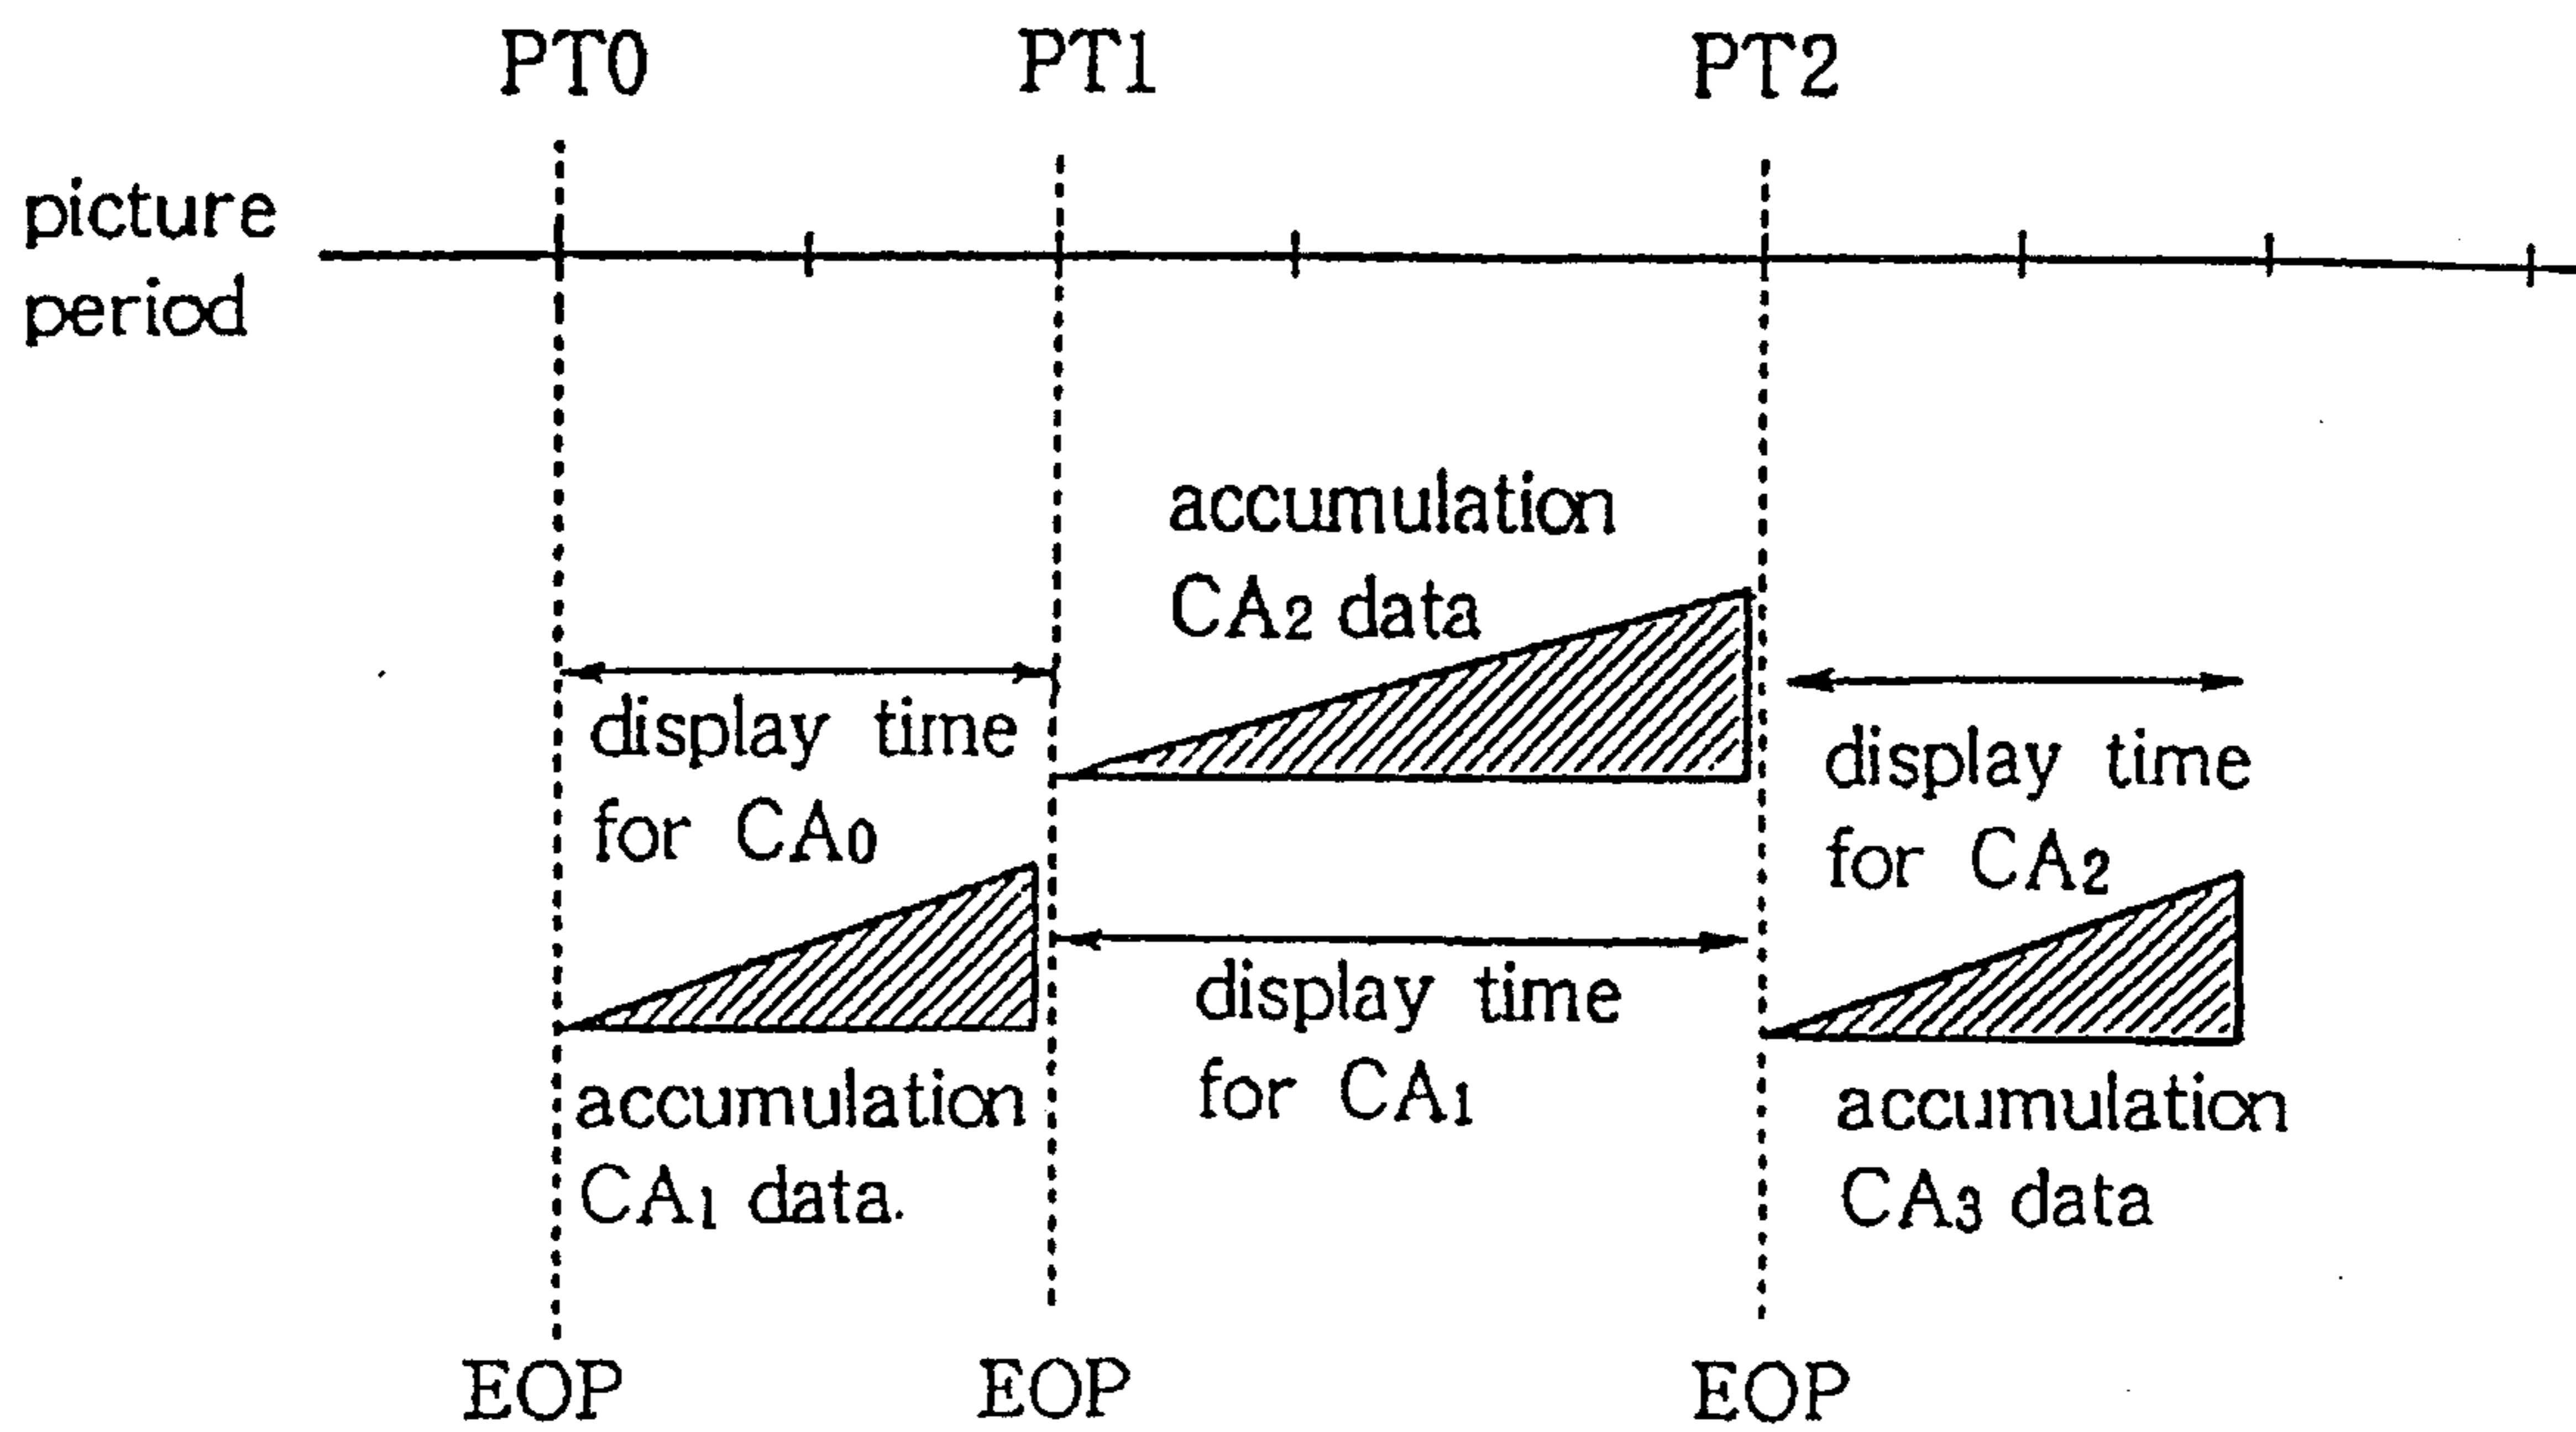 PT0 PT1 PT2
picture
period
accumulation
CA2 data
display time
for CA0
display time
for CA2
display time
for CA1
accumulation
CA1 data.
accumulation
CA3 data
EOP EOP EOP